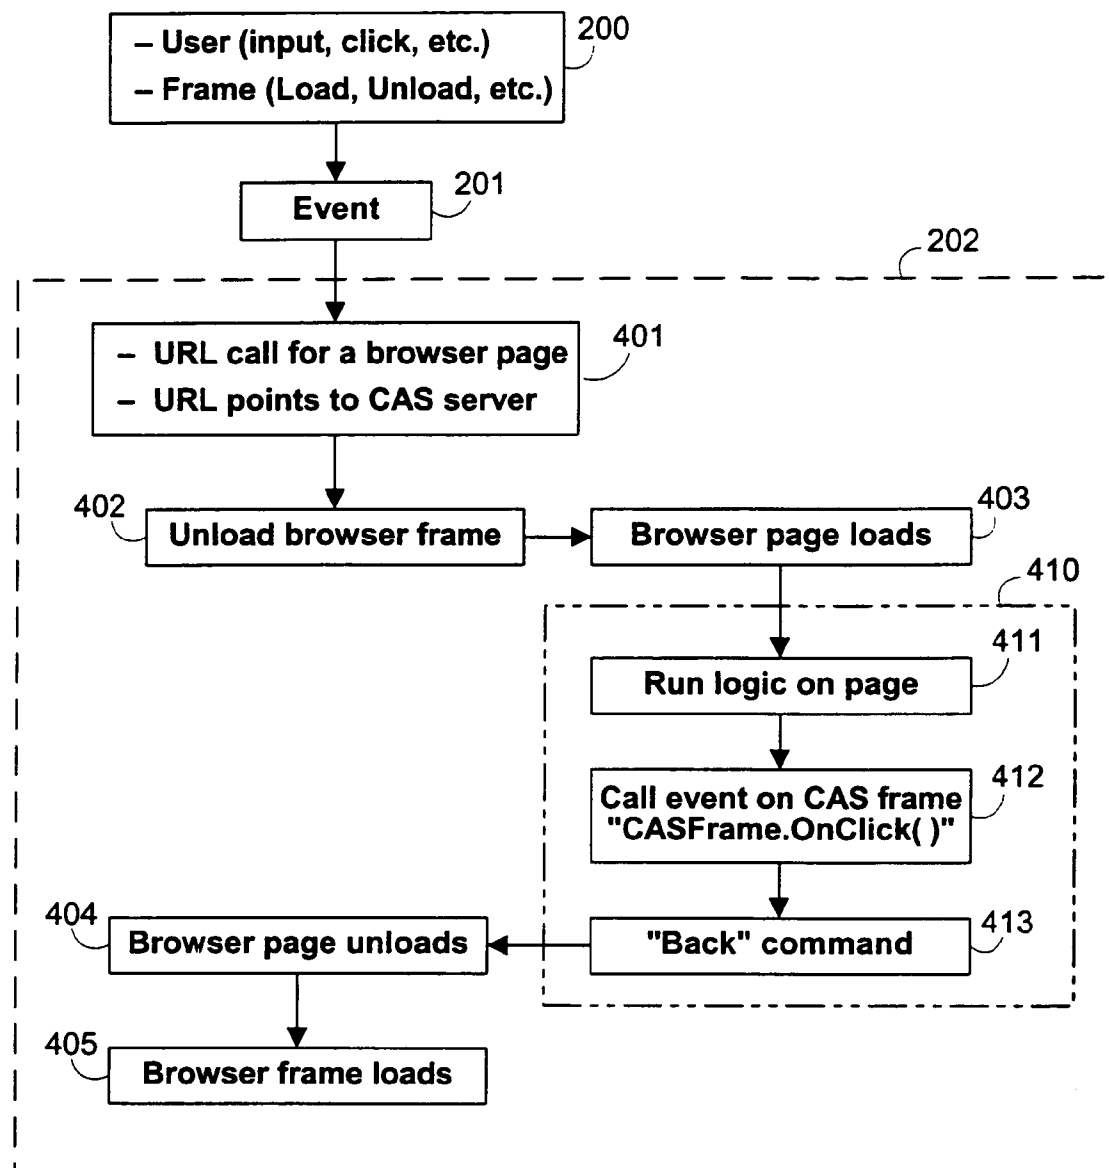 – User (input, click, etc.)
– Frame (Load, Unload, etc.)
200
Event
201
202
– URL call for a browser page
– URL points to CAS server
401
402
Unload browser frame
Browser page loads
403
410
Run logic on page
411
Call event on CAS frame
"CASFrame.OnClick( )"
412
404
Browser page unloads
"Back" command
413
405
Browser frame loads